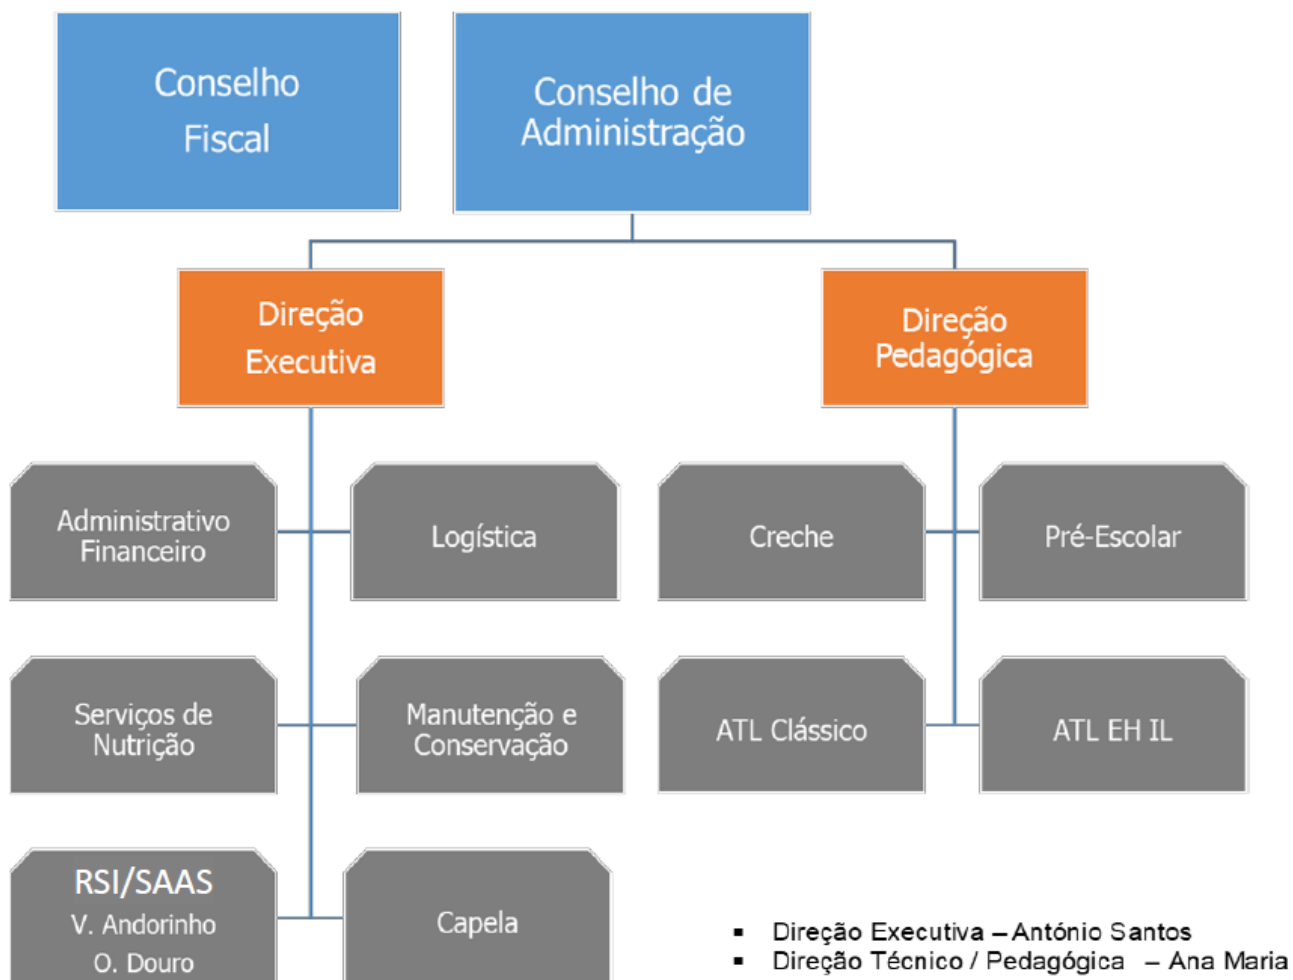 Conselho
Fiscal
Conselho de
Administração
Direção
Executiva
Direção
Pedagógica
Administrativo
Financeiro
Logística
Creche
Pré-Escolar
Serviços de
Nutrição
Manutenção e
Conservação
ATL Clássico
ATL EH IL
RSI/SAAS
V. Andorinho
O. Douro
Capela
▪ Direção Executiva – António Santos
▪ Direção Técnico / Pedagógica – Ana Maria